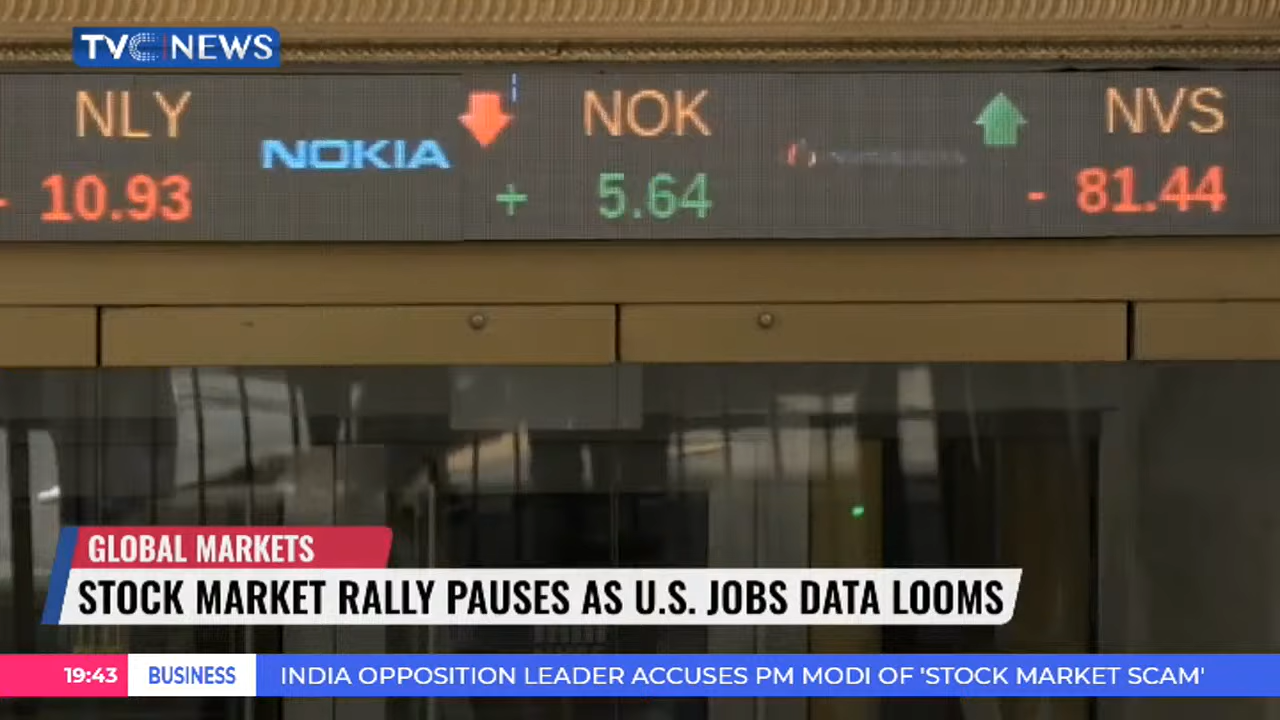 TVC NEWS
NLY
NOK
NVS
NOKIA
- 10.93
+ 5.64
- 81.44
GLOBAL MARKETS
STOCK MARKET RALLY PAUSES AS U.S. JOBS DATA LOOMS
19:43 BUSINESS INDIA OPPOSITION LEADER ACCUSES PM MODI OF 'STOCK MARKET SCAM'